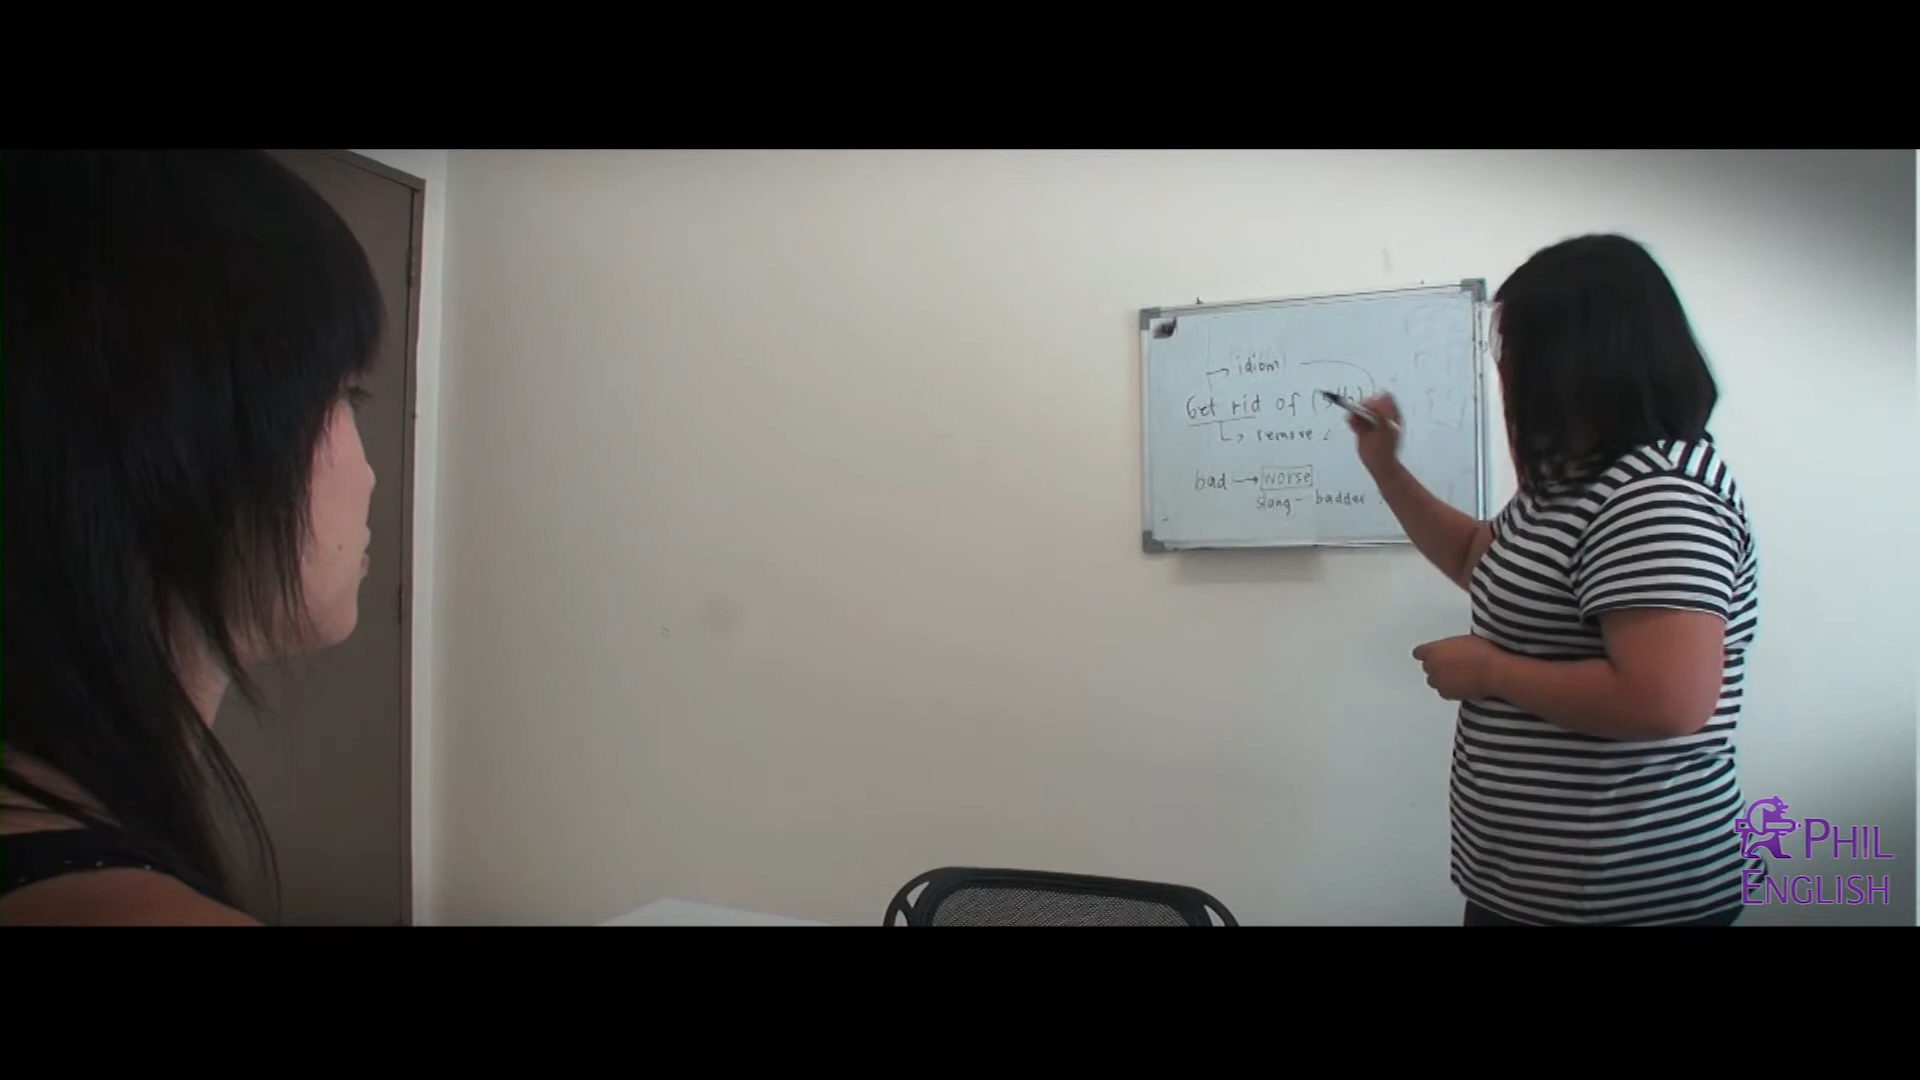 idiom
Get rid of (sth)
remove
bad → worse
slang - badder
PHIL
ENGLISH